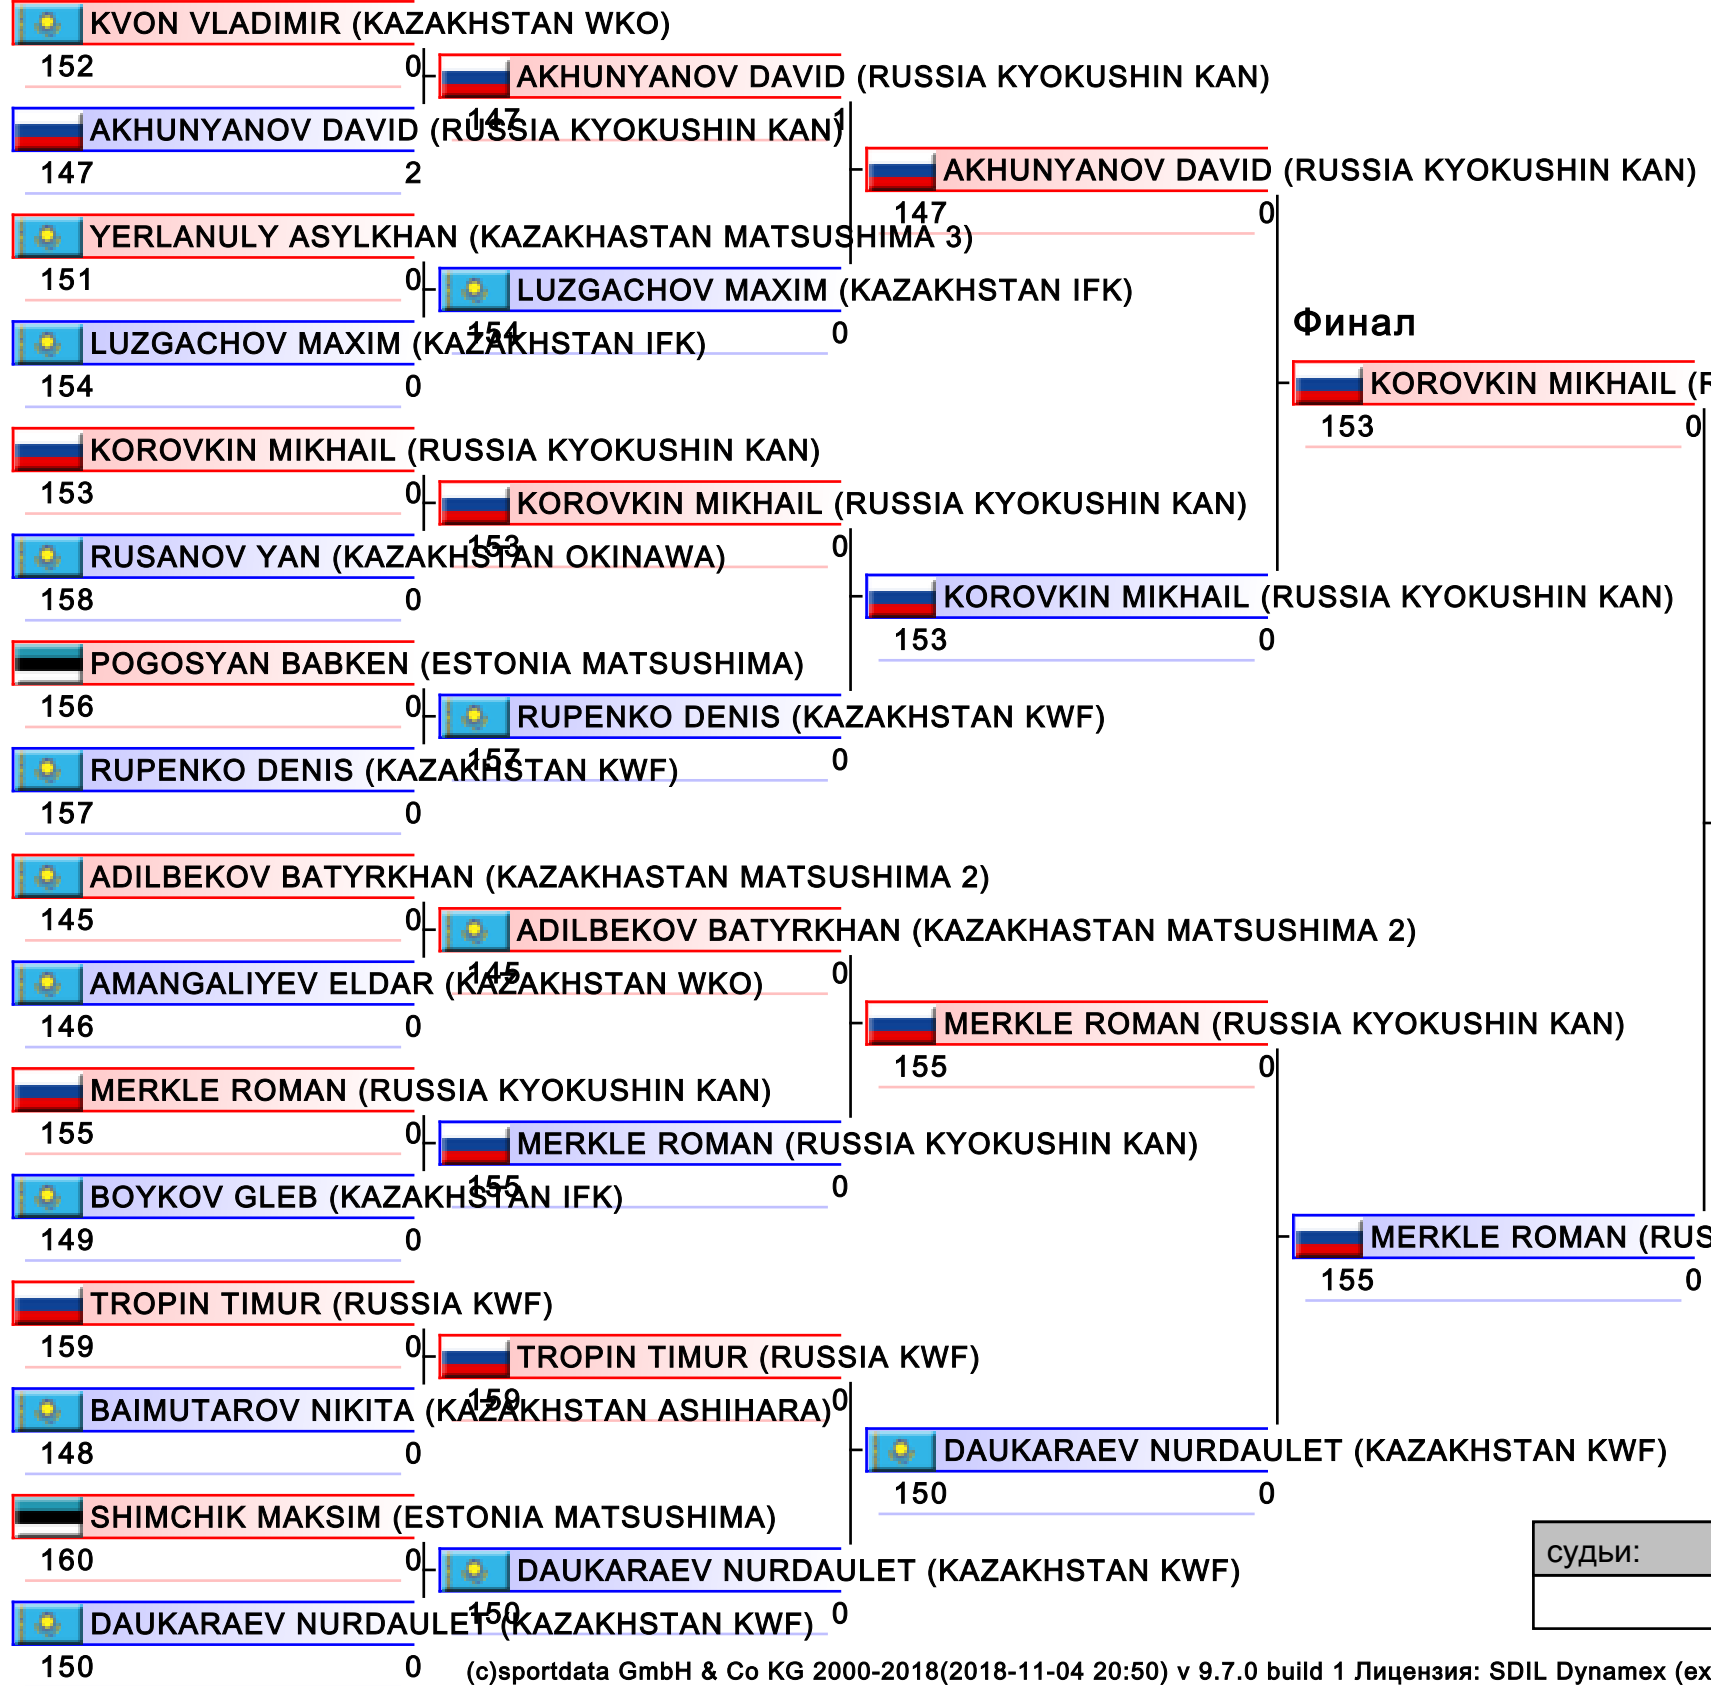 KVON VLADIMIR (KAZAKHSTAN WKO)
152 0
AKHUNYANOV DAVID (RUSSIA KYOKUSHIN KAN)
147 2
YERLANULY ASYLKHAN (KAZAKHASTAN MATSUSHIMA 3)
151 0
LUZGACHOV MAXIM (KAZAKHSTAN IFK)
154 0
KOROVKIN MIKHAIL (RUSSIA KYOKUSHIN KAN)
153 0
RUSANOV YAN (KAZAKHSTAN OKINAWA)
158 0
POGOSYAN BABKEN (ESTONIA MATSUSHIMA)
156 0
RUPENKO DENIS (KAZAKHSTAN KWF)
157 0
ADILBEKOV BATYRKHAN (KAZAKHASTAN MATSUSHIMA 2)
145 0
AMANGALIYEV ELDAR (KAZAKHSTAN WKO)
146 0
MERKLE ROMAN (RUSSIA KYOKUSHIN KAN)
155 0
BOYKOV GLEB (KAZAKHSTAN IFK)
149 0
TROPIN TIMUR (RUSSIA KWF)
159 0
BAIMUTAROV NIKITA (KAZAKHSTAN ASHIHARA)
148 0
SHIMCHIK MAKSIM (ESTONIA MATSUSHIMA)
160 0
DAUKARAEV NURDAULET (KAZAKHSTAN KWF)
150 0
AKHUNYANOV DAVID (RUSSIA KYOKUSHIN KAN)
147 1
LUZGACHOV MAXIM (KAZAKHSTAN IFK)
154 0
KOROVKIN MIKHAIL (RUSSIA KYOKUSHIN KAN)
153 0
RUPENKO DENIS (KAZAKHSTAN KWF)
157 0
ADILBEKOV BATYRKHAN (KAZAKHASTAN MATSUSHIMA 2)
145 0
MERKLE ROMAN (RUSSIA KYOKUSHIN KAN)
155 0
TROPIN TIMUR (RUSSIA KWF)
159 0
DAUKARAEV NURDAULET (KAZAKHSTAN KWF)
150 0
AKHUNYANOV DAVID (RUSSIA KYOKUSHIN KAN)
147 0
KOROVKIN MIKHAIL (RUSSIA KYOKUSHIN KAN)
153 0
MERKLE ROMAN (RUSSIA KYOKUSHIN KAN)
155 0
DAUKARAEV NURDAULET (KAZAKHSTAN KWF)
150 0
Финал
KOROVKIN MIKHAIL (R
153 0
MERKLE ROMAN (RUS
155 0
судьи:
(c)sportdata GmbH & Co KG 2000-2018(2018-11-04 20:50) v 9.7.0 build 1 Лицензия: SDIL Dynamex (ex